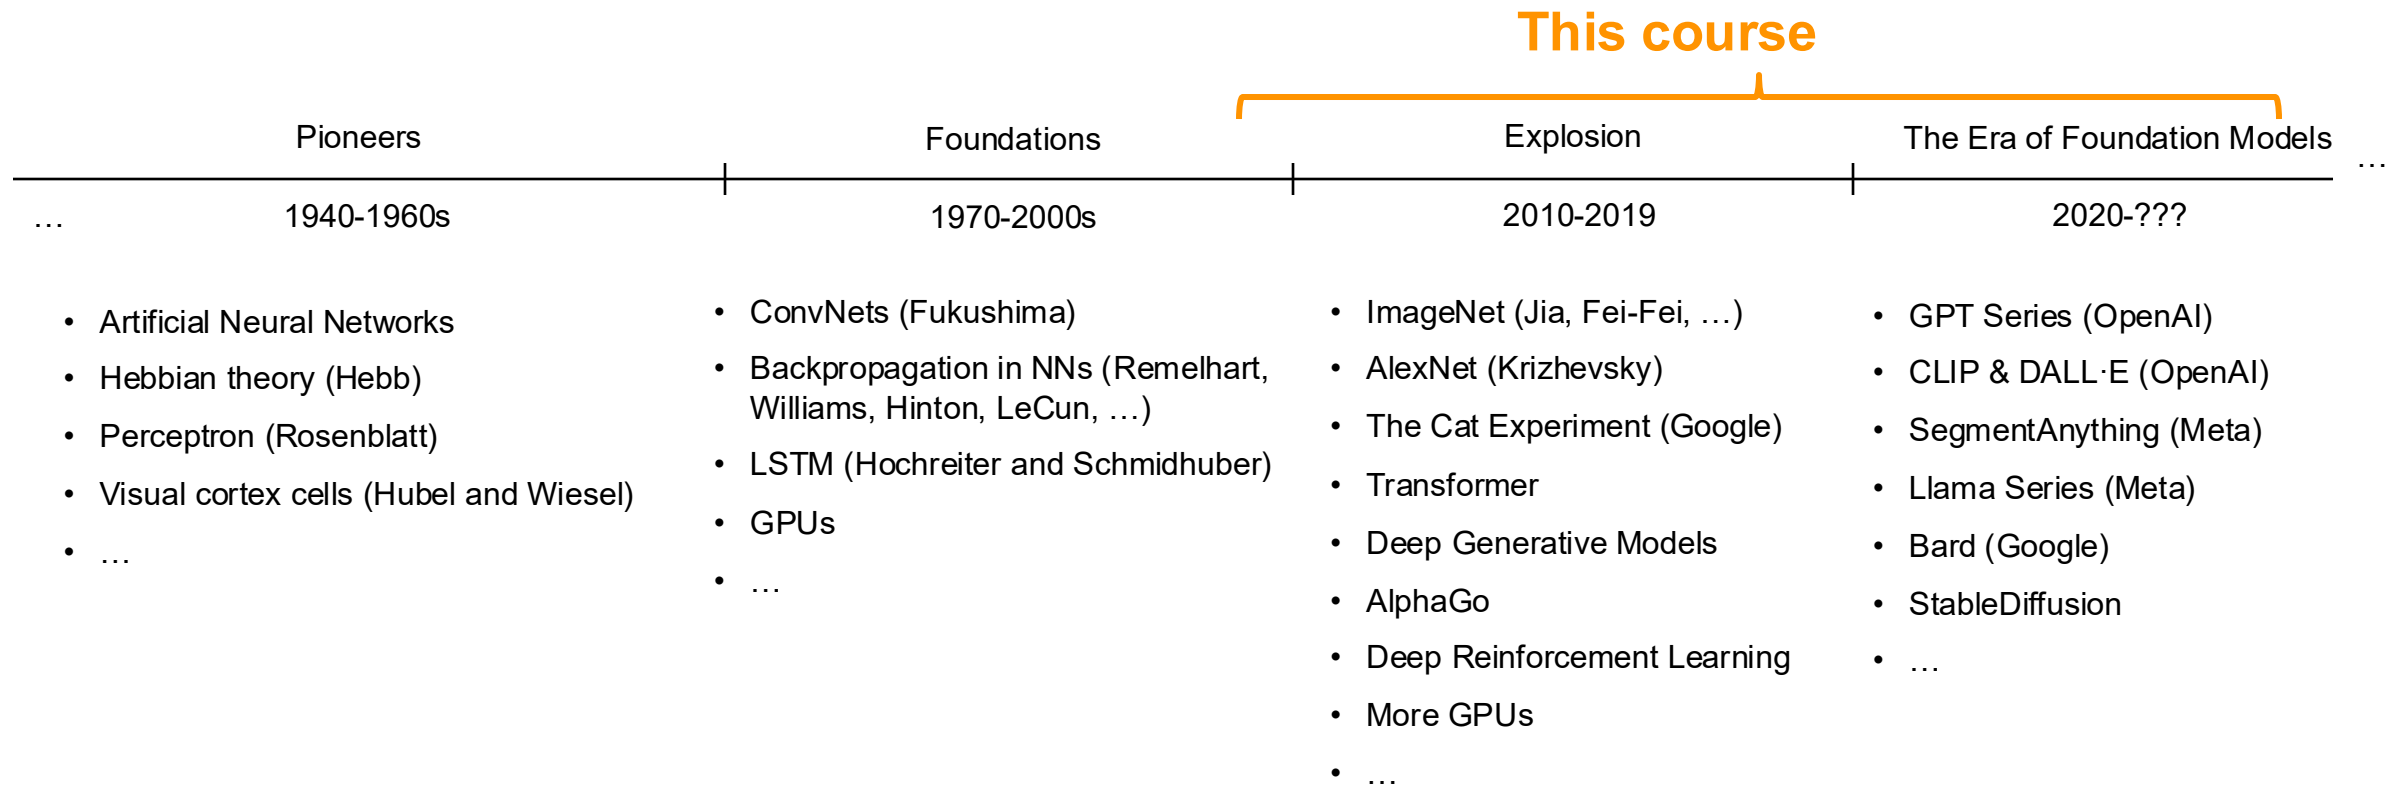 This course
Pioneers
Foundations
Explosion
The Era of Foundation Models
…
…
1940-1960s
1970-2000s
2010-2019
2020-???
• Artificial Neural Networks
• Hebbian theory (Hebb)
• Perceptron (Rosenblatt)
• Visual cortex cells (Hubel and Wiesel)
• …
• ConvNets (Fukushima)
• Backpropagation in NNs (Remelhart,
Williams, Hinton, LeCun, …)
• LSTM (Hochreiter and Schmidhuber)
• GPUs
• …
• ImageNet (Jia, Fei-Fei, …)
• AlexNet (Krizhevsky)
• The Cat Experiment (Google)
• Transformer
• Deep Generative Models
• AlphaGo
• Deep Reinforcement Learning
• More GPUs
• …
• GPT Series (OpenAI)
• CLIP & DALL·E (OpenAI)
• SegmentAnything (Meta)
• Llama Series (Meta)
• Bard (Google)
• StableDiffusion
• …